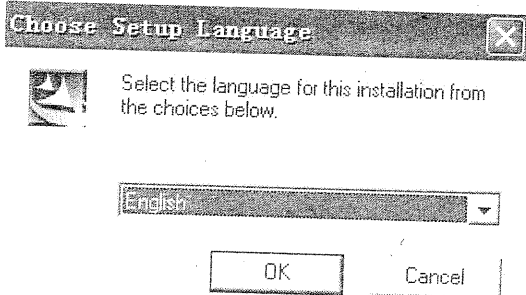 Choose Setup Language
Select the language for this installation from
the choices below.
English
OK
Cancel